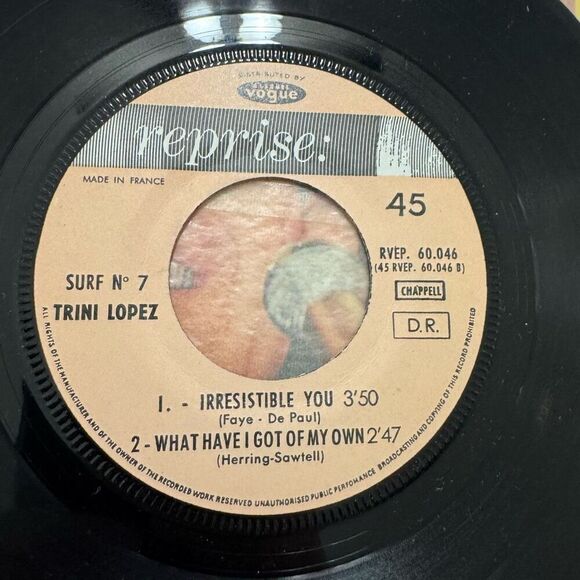 DISTRIBUTED BY
vogue
reprise:
MADE IN FRANCE
45
RVEP. 60.046
(45 RVEP. 60.046 B)
CHAPPELL
D.R.
SURF Nº 7
TRINI LOPEZ
1. - IRRESISTIBLE YOU 3'50
(Faye - De Paul)
2 - WHAT HAVE I GOT OF MY OWN 2'47
(Herring-Sawtell)
ALL RIGHTS OF THE MANUFACTURER AND OF THE OWNER OF THE RECORDED WORK RESERVED UNAUTHORISED PUBLIC PERFOMANCE BROADCASTING AND COPYING OF THIS RECORD PROHIBITED